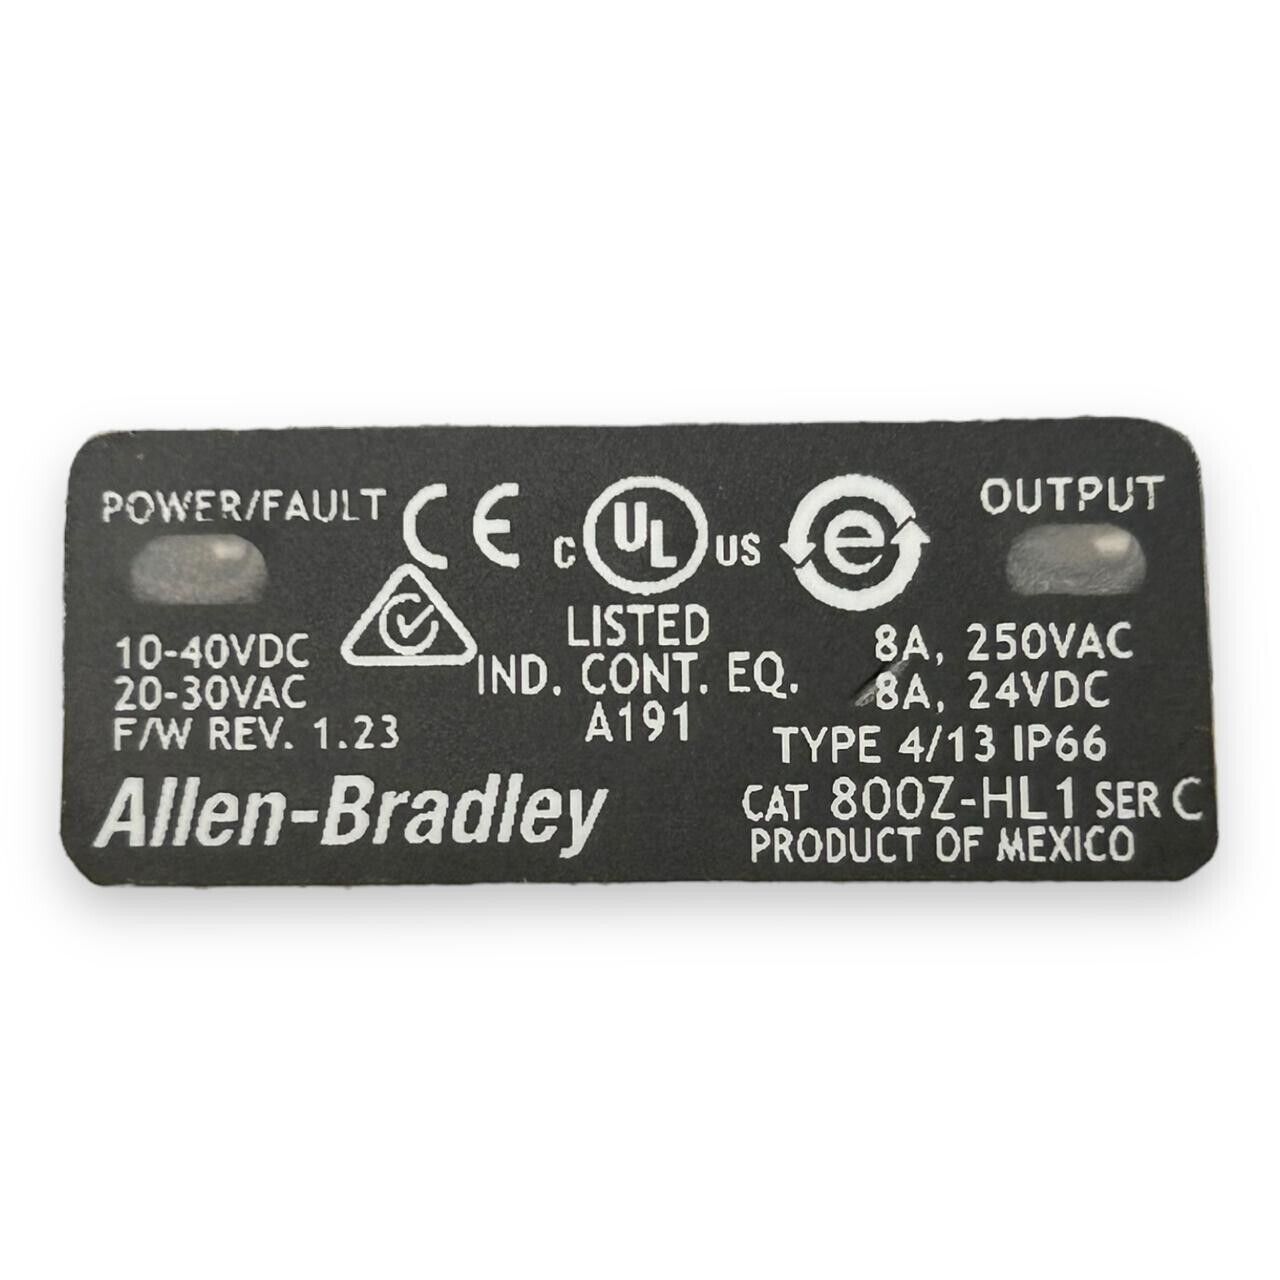 POWER/FAULT
CE
C UL US
e
OUTPUT
LISTED
IND. CONT. EQ.
A191
10-40VDC
20-30VAC
F/W REV. 1.23
8A, 250VAC
8A, 24VDC
TYPE 4/13 IP66
Allen-Bradley
CAT 800Z-HL1 SER C
PRODUCT OF MEXICO